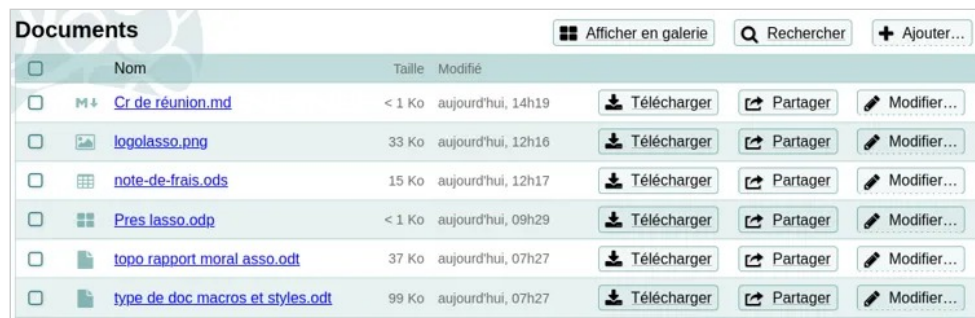 Documents Afficher en galerie Rechercher Ajouter…
Nom Taille Modifié
M Cr de réunion.md < 1 Ko aujourd'hui, 14h19 Télécharger Partager Modifier…
logolasso.png 33 Ko aujourd'hui, 12h16 Télécharger Partager Modifier…
note-de-frais.ods 15 Ko aujourd'hui, 12h17 Télécharger Partager Modifier…
Pres lasso.odp < 1 Ko aujourd'hui, 09h29 Télécharger Partager Modifier…
topo rapport moral asso.odt 37 Ko aujourd'hui, 07h27 Télécharger Partager Modifier…
type de doc macros et styles.odt 99 Ko aujourd'hui, 07h27 Télécharger Partager Modifier…